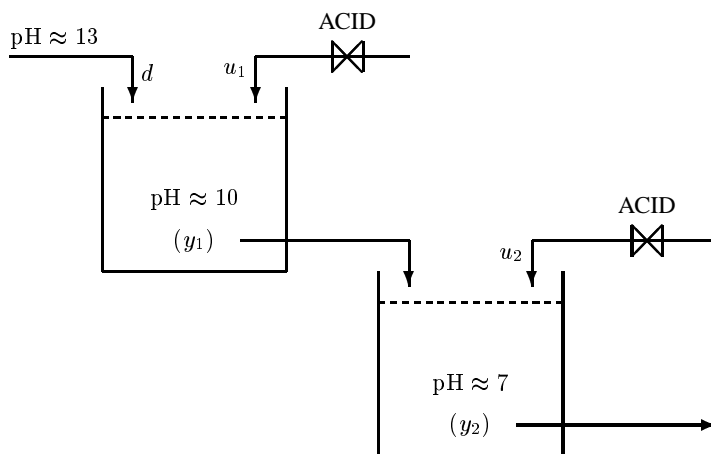 ACID
pH ≈ 13
d
u₁
pH ≈ 10
(y₁)
ACID
u₂
pH ≈ 7
(y₂)